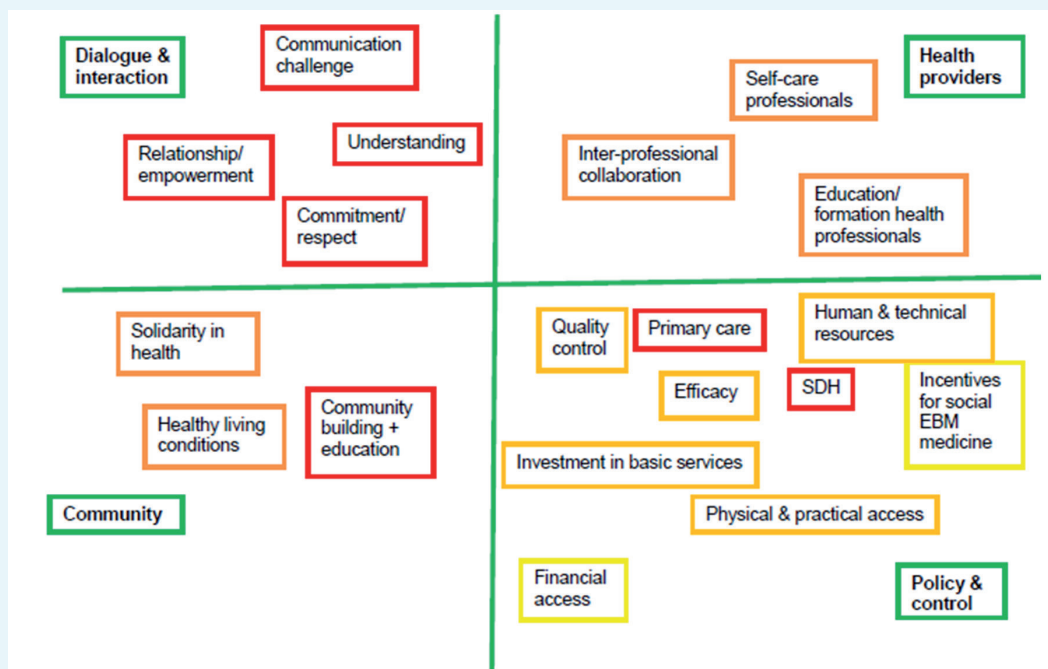 Dialogue &
interaction
Communication
challenge
Relationship/
empowerment
Understanding
Commitment/
respect
Health
providers
Self-care
professionals
Inter-professional
collaboration
Education/
formation health
professionals
Solidarity in
health
Healthy living
conditions
Community
building +
education
Community
Quality
control
Primary care
Human & technical
resources
Efficacy
SDH
Incentives
for social
EBM
medicine
Investment in basic services
Physical & practical access
Financial
access
Policy &
control